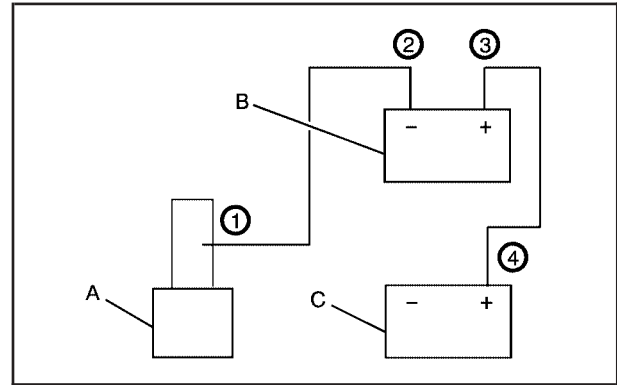 ② ③
B
− +
①
④
A
C
− +